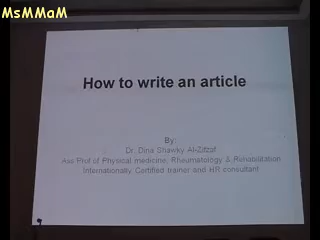 MsMMaM
How to write an article
By:
Dr. Dina Shawky Al-Zifzaf
Ass Prof of Physical medicine, Rheumatology & Rehabilitation
Internationally Certified trainer and HR consultant